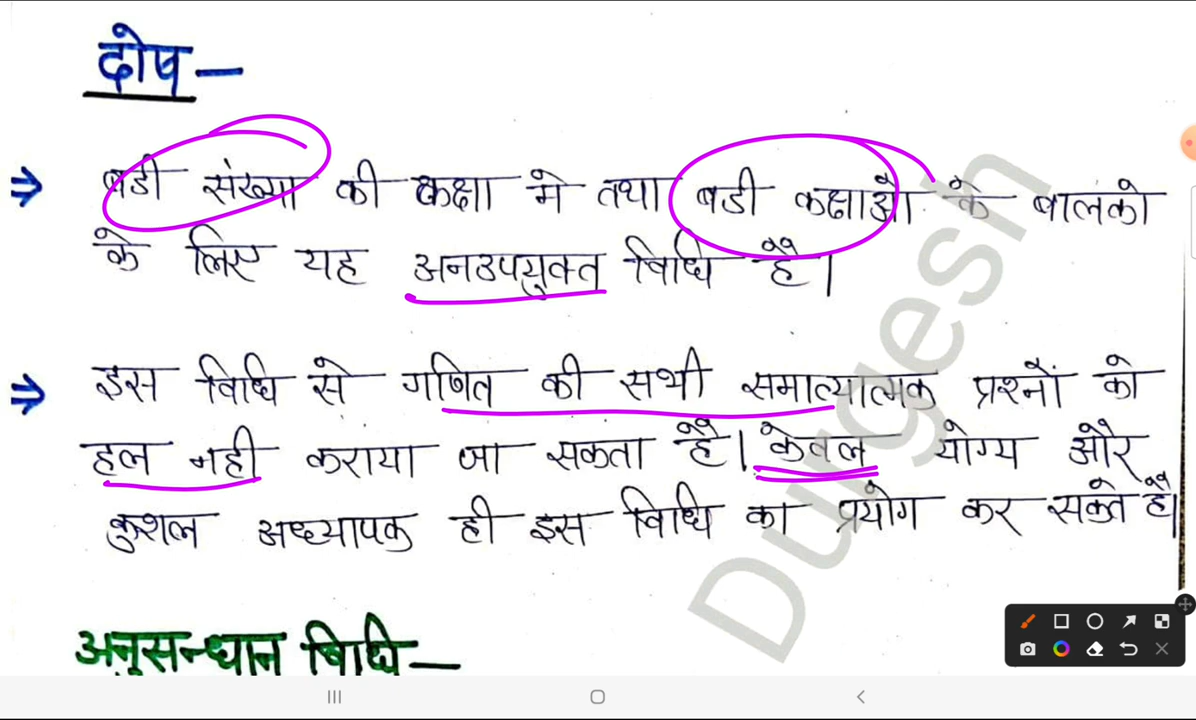 दोष —
⇒ बडी संख्या की कक्षा मे तथा बडी कक्षाओ के बालको
के लिए यह अनउपयुक्त विधि है।
⇒ इस विधि से गणित की सभी समात्यात्मक प्रश्नों को
हल नही कराया जा सकता है। केवल योग्य और
कुशल अध्यापक ही इस विधि का प्रयोग कर सकते है।
अनुसन्धान विधि —
Durgesh